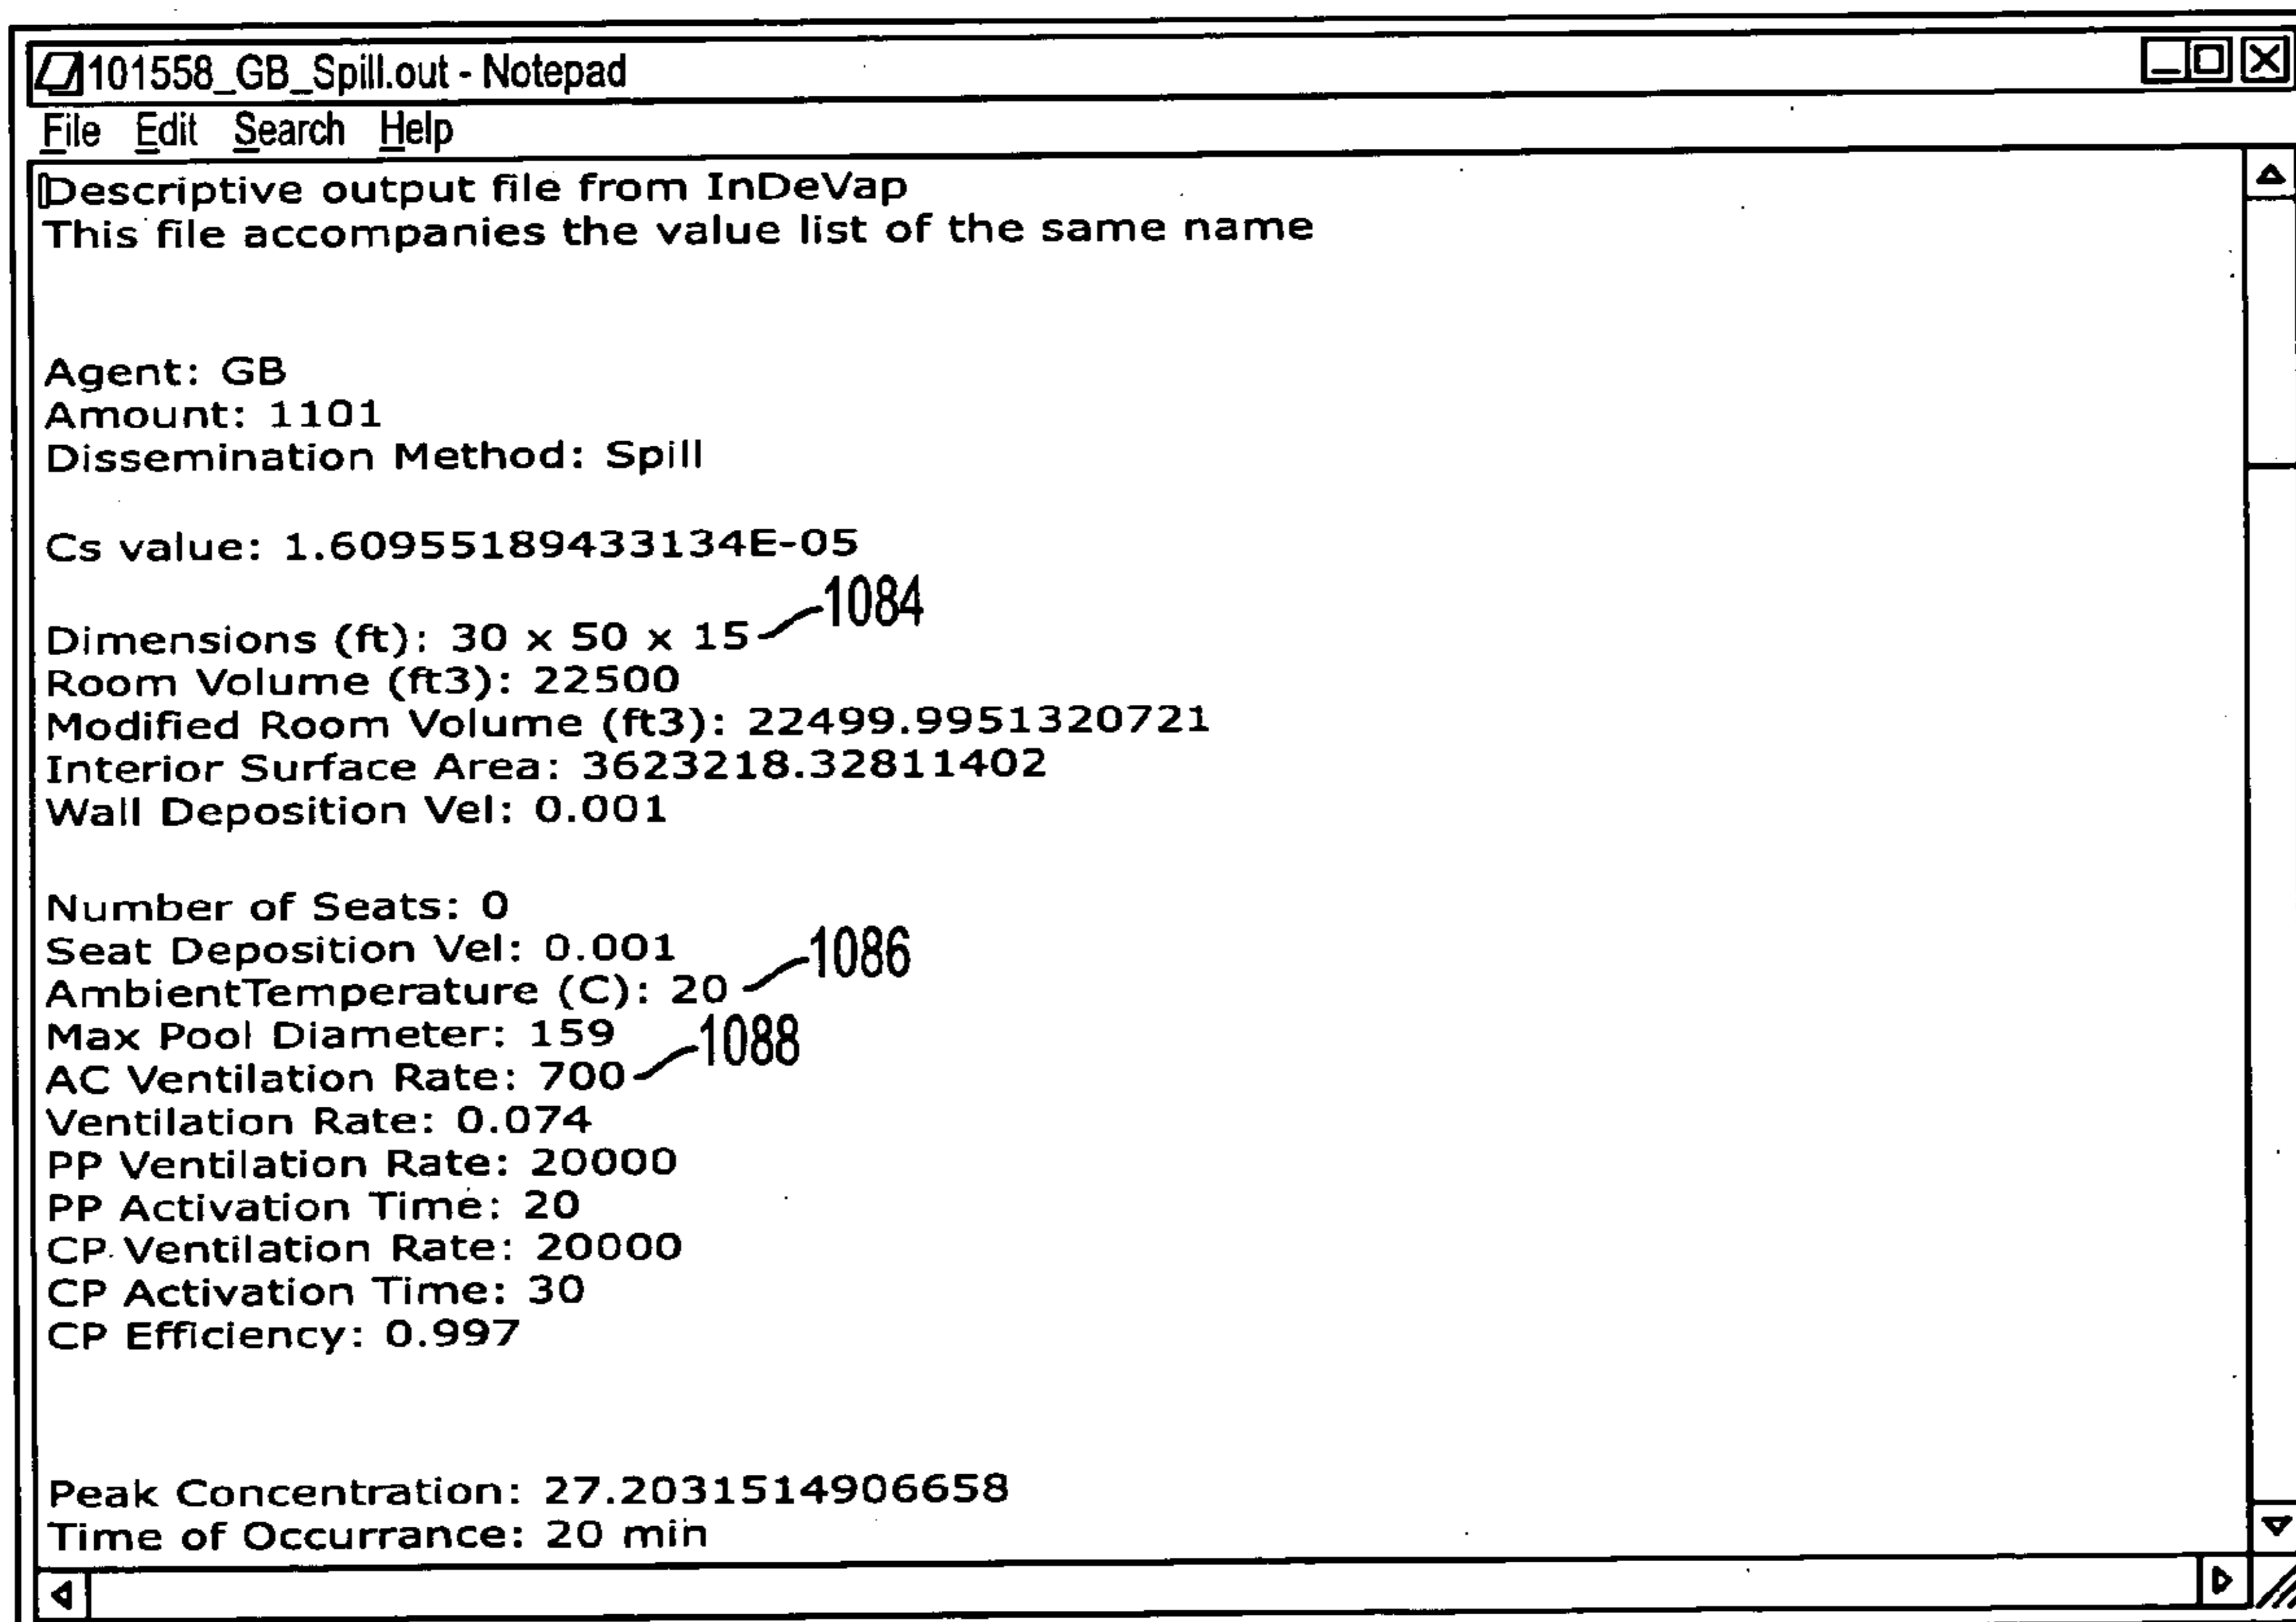 101558_GB_Spill.out - Notepad
File Edit Search Help
Descriptive output file from InDeVap
This file accompanies the value list of the same name
Agent: GB
Amount: 1101
Dissemination Method: Spill
Cs value: 1.60955189433134E-05
1084
Dimensions (ft): 30 x 50 x 15
Room Volume (ft3): 22500
Modified Room Volume (ft3): 22499.9951320721
Interior Surface Area: 3623218.32811402
Wall Deposition Vel: 0.001
Number of Seats: 0
Seat Deposition Vel: 0.001
1086
AmbientTemperature (C): 20
Max Pool Diameter: 159
1088
AC Ventilation Rate: 700
Ventilation Rate: 0.074
PP Ventilation Rate: 20000
PP Activation Time: 20
CP Ventilation Rate: 20000
CP Activation Time: 30
CP Efficiency: 0.997
Peak Concentration: 27.2031514906658
Time of Occurrance: 20 min